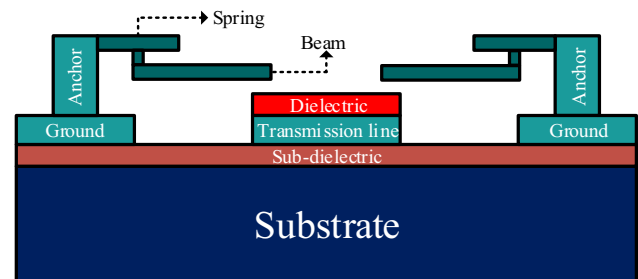 Spring
Beam
Anchor
Anchor
Dielectric
Ground
Transmission line
Ground
Sub-dielectric
Substrate